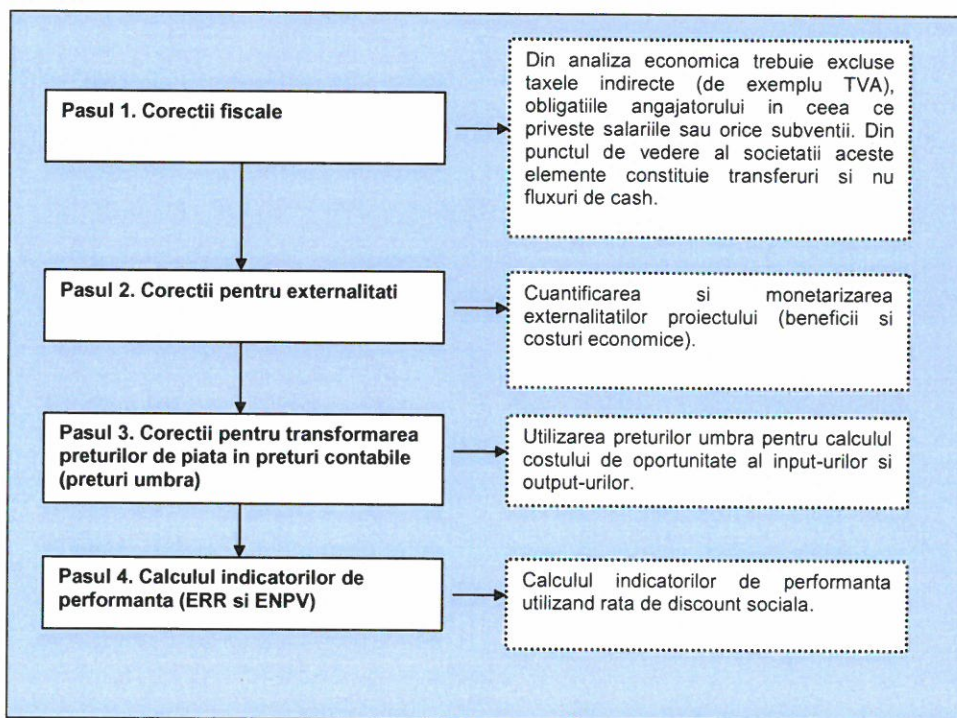 Pasul 1. Corectii fiscale
Din analiza economica trebuie excluse
taxele indirecte (de exemplu TVA),
obligatiile angajatorului in ceea ce
priveste salariile sau orice subventii. Din
punctul de vedere al societatii aceste
elemente constituie transferuri si nu
fluxuri de cash.
Pasul 2. Corectii pentru externalitati
Cuantificarea si monetarizarea
externalitatilor proiectului (beneficii si
costuri economice).
Pasul 3. Corectii pentru transformarea
preturilor de piata in preturi contabile
(preturi umbra)
Utilizarea preturilor umbra pentru calculul
costului de oportunitate al input-urilor si
output-urilor.
Pasul 4. Calculul indicatorilor de
performanta (ERR si ENPV)
Calculul indicatorilor de performanta
utilizand rata de discount sociala.